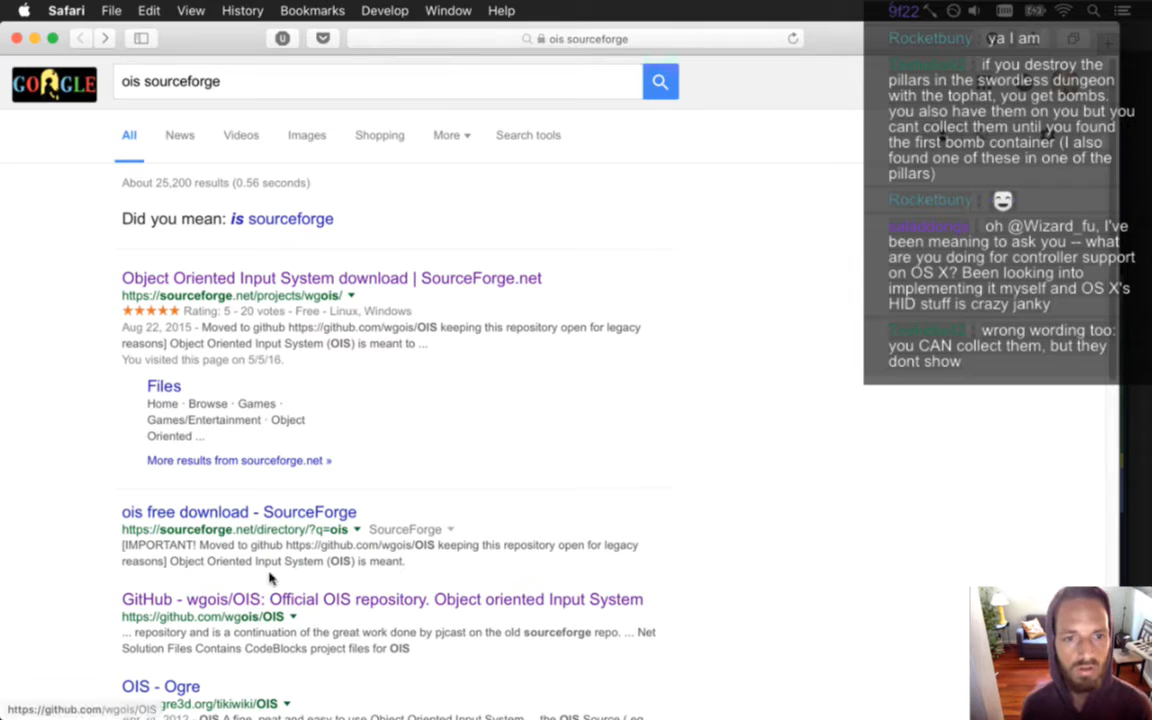 Safari File Edit View History Bookmarks Develop Window Help
9f22
ois sourceforge
GOOGLE
ois sourceforge
All News Videos Images Shopping More Search tools
About 25,200 results (0.56 seconds)
Did you mean: is sourceforge
Object Oriented Input System download | SourceForge.net
https://sourceforge.net/projects/wgois/
Rating: 5 - 20 votes - Free - Linux, Windows
Aug 22, 2015 - Moved to github https://github.com/wgois/OIS keeping this repository open for legacy
reasons] Object Oriented Input System (OIS) is meant to ...
You visited this page on 5/5/16.
Files
Home · Browse · Games ·
Games/Entertainment · Object
Oriented ...
More results from sourceforge.net »
ois free download - SourceForge
https://sourceforge.net/directory/?q=ois SourceForge
[IMPORTANT! Moved to github https://github.com/wgois/OIS keeping this repository open for legacy
reasons] Object Oriented Input System (OIS) is meant.
GitHub - wgois/OIS: Official OIS repository. Object oriented Input System
https://github.com/wgois/OIS
... repository and is a continuation of the great work done by pjcast on the old sourceforge repo. ... Net
Solution Files Contains CodeBlocks project files for OIS
OIS - Ogre
gre3d.org/tikiwiki/OIS
https://github.com/wgois/OIS
Rocketbuny : ya I am
: if you destroy the
pillars in the swordless dungeon
with the tophat, you get bombs.
you also have them on you but you
cant collect them until you found
the first bomb container (I also
found one of these in one of the
pillars)
Rocketbuny :
: oh @Wizard_fu, I've
been meaning to ask you -- what
are you doing for controller support
on OS X? Been looking into
implementing it myself and OS X's
HID stuff is crazy janky
: wrong wording too:
you CAN collect them, but they
dont show